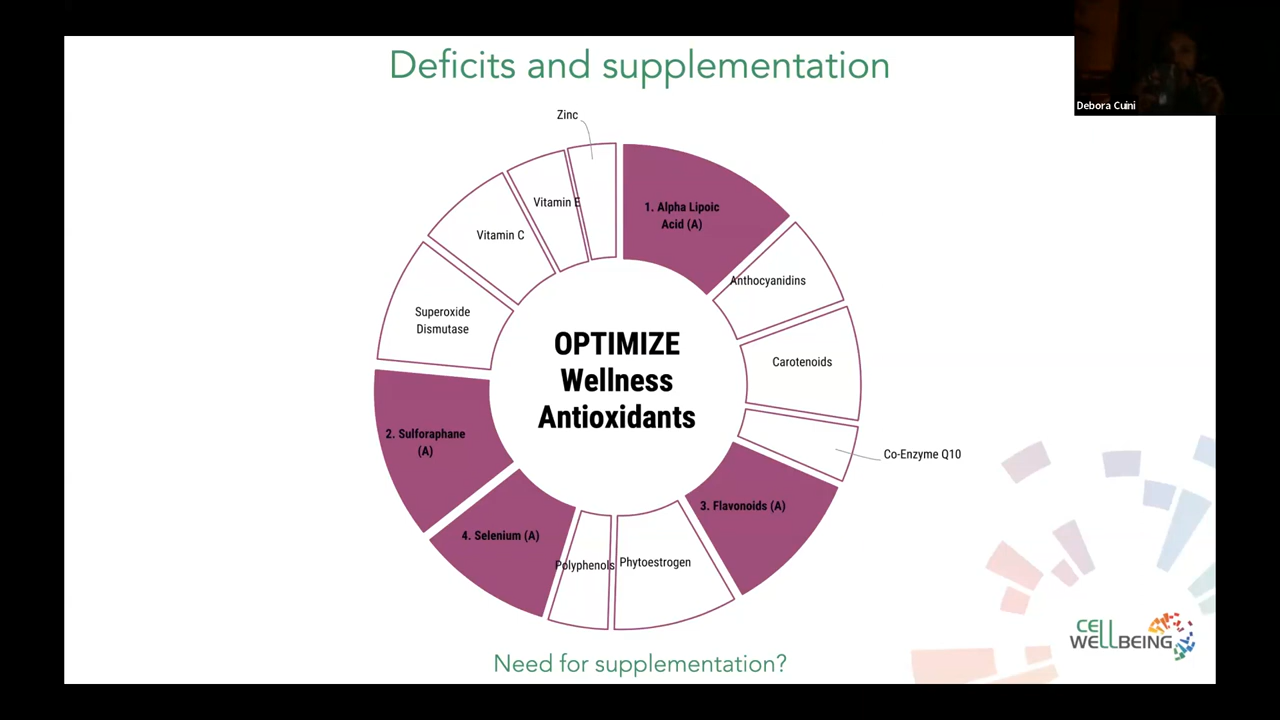 Deficits and supplementation
Debora Cuini
Zinc
Vitamin E
Vitamin C
Superoxide
Dismutase
2. Sulforaphane
(A)
4. Selenium (A)
Polyphenols
Phytoestrogen
3. Flavonoids (A)
Co-Enzyme Q10
Carotenoids
Anthocyanidins
1. Alpha Lipoic
Acid (A)
OPTIMIZE
Wellness
Antioxidants
Need for supplementation?
CELL
WELLBEING